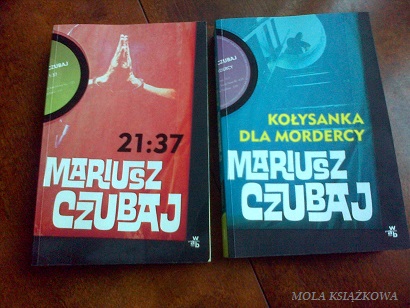 21:37
MARIUSZ
CZUBAJ
KOŁYSANKA
DLA MORDERCY
MARIUSZ
CZUBAJ
MOLA KSIĄŻKOWA